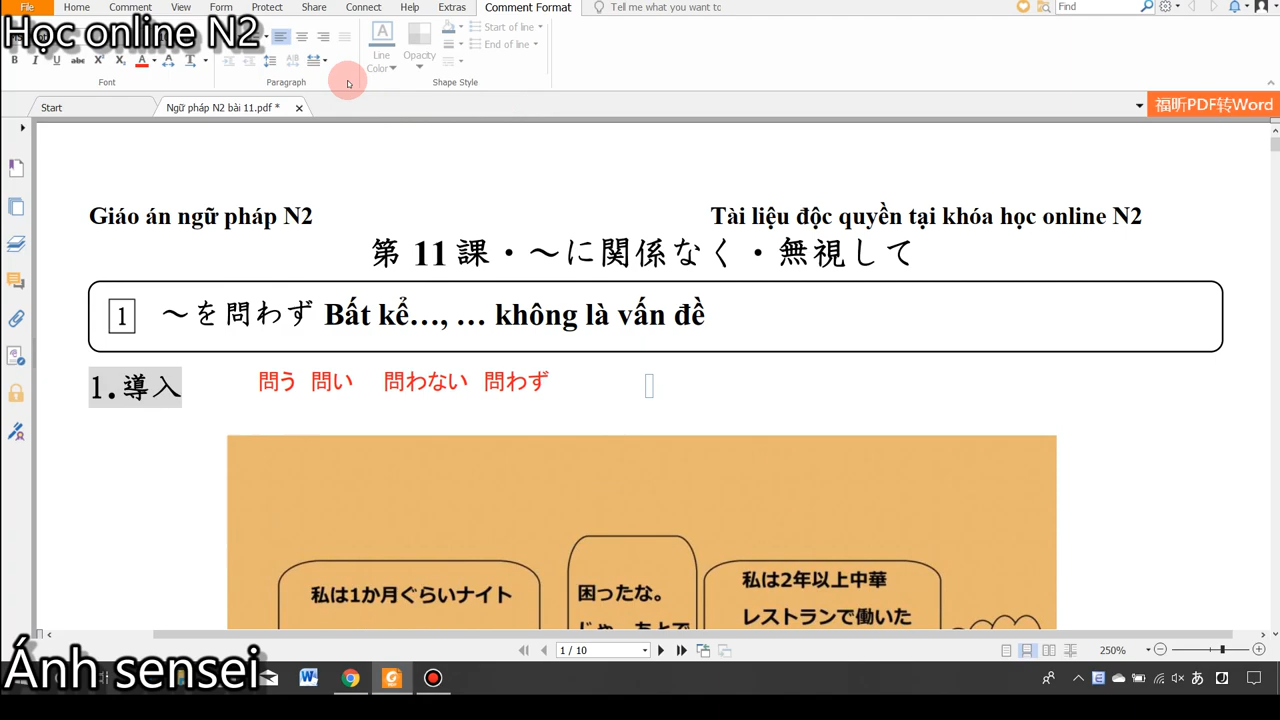 File Home Comment View Form Protect Share Connect Help Extras Comment Format Tell me what you want to Find
Học online N2
Start of line
End of line
Line Color
Opacity
Font Paragraph Shape Style
Start Ngữ pháp N2 bài 11.pdf * 福昕PDF转Word
Giáo án ngữ pháp N2 Tài liệu độc quyền tại khóa học online N2
第 11 課・～に関係なく・無視して
1 ～を問わず Bất kể…, … không là vấn đề
1.導入 問う 問い 問わない 問わず
困ったな。
私は1か月ぐらいナイト
私は2年以上中華
レストランで働いた
1 / 10 250%
Ánh sensei